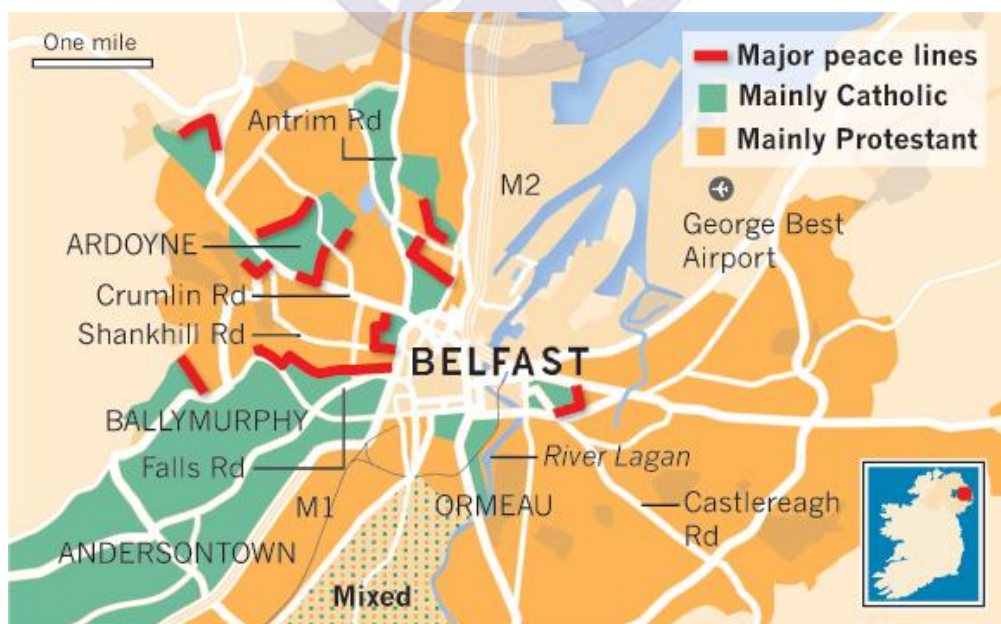 One mile
Major peace lines
Mainly Catholic
Mainly Protestant
Antrim Rd
M2
George Best
Airport
ARDOYNE
Crumlin Rd
Shankhill Rd
BELFAST
BALLYMURPHY
Falls Rd
River Lagan
M1
ORMEAU
Castlereagh
Rd
ANDERSONTOWN
Mixed